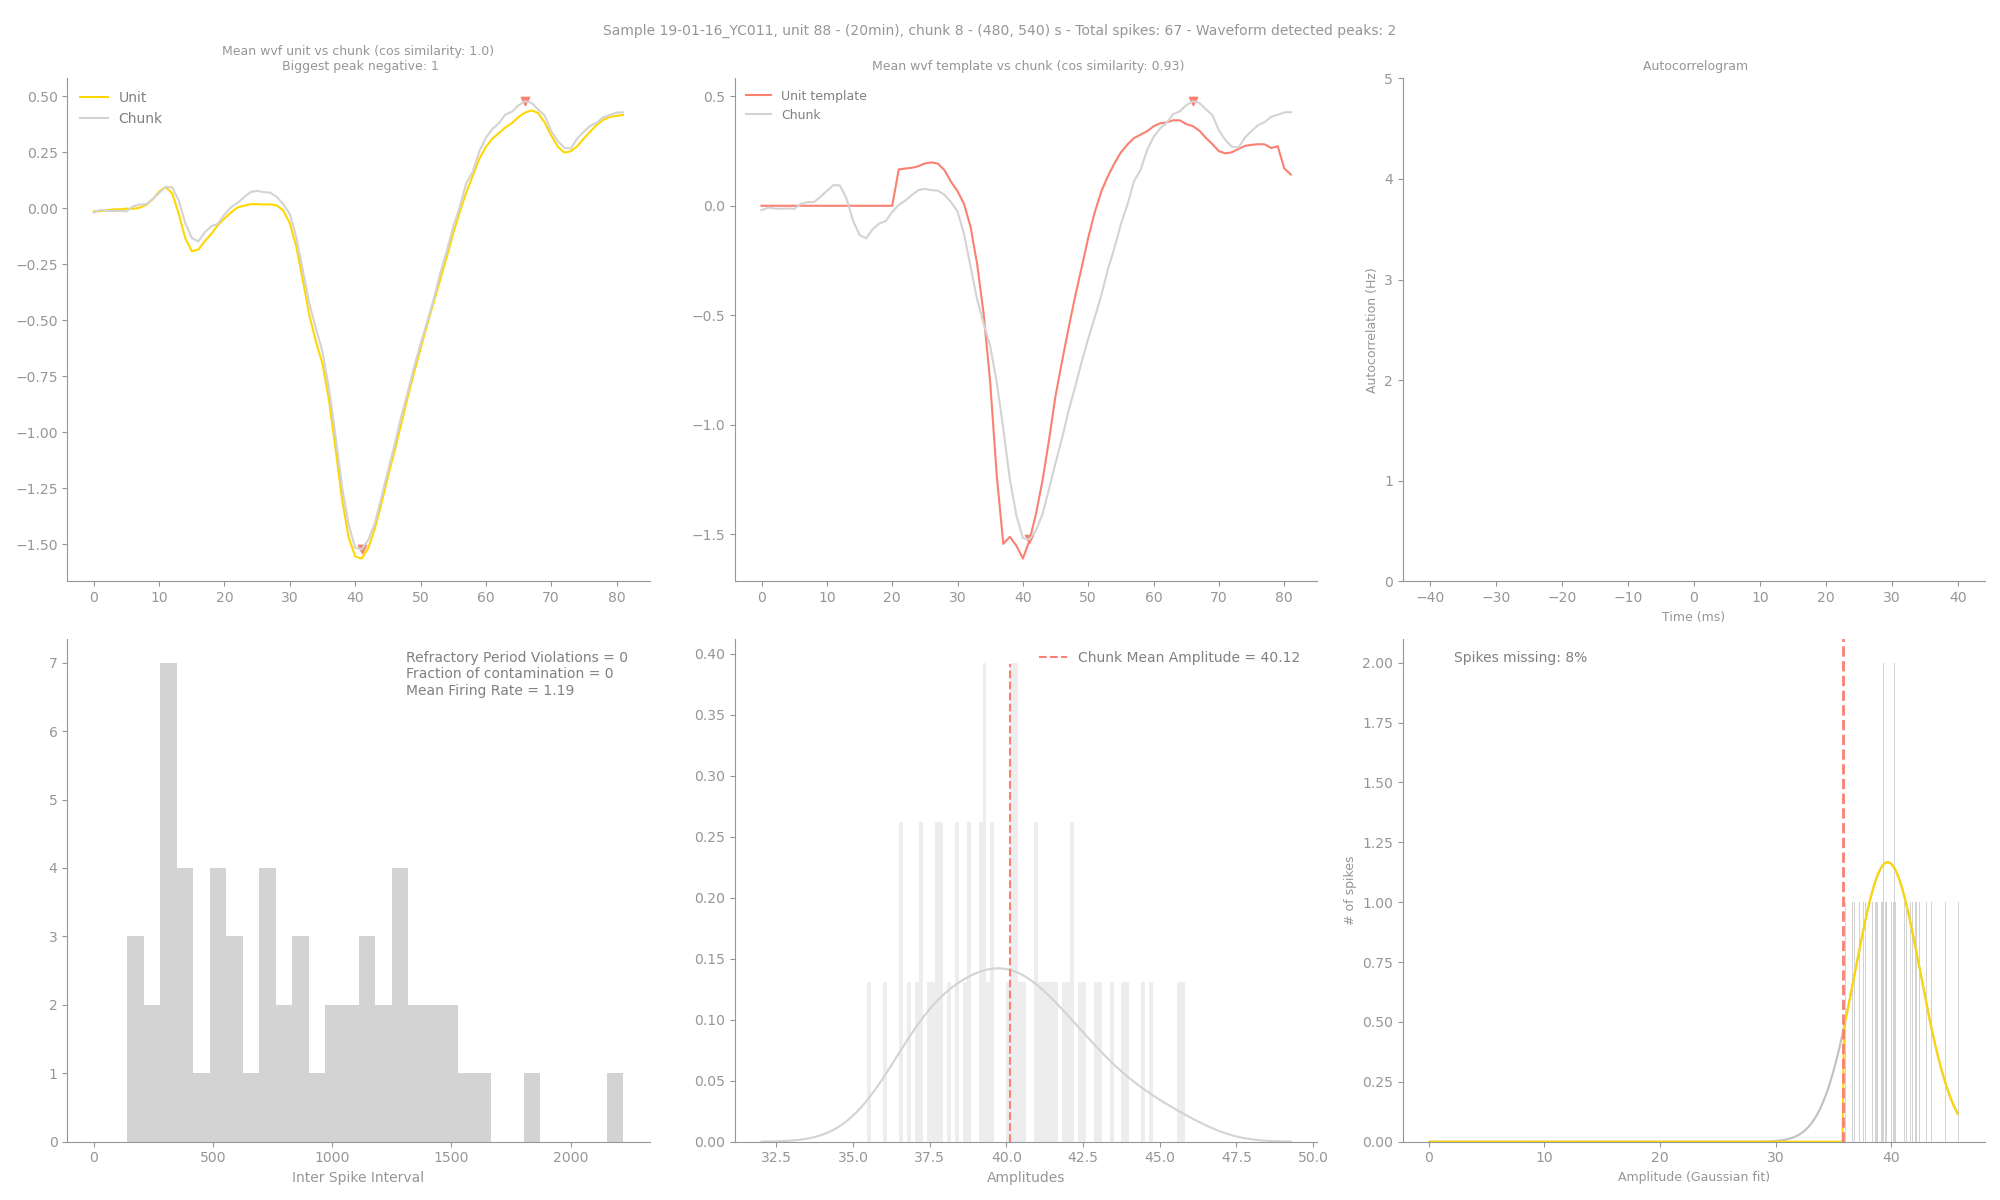 Sample 19-01-16_YC011, unit 88 - (20min), chunk 8 - (480, 540) s - Total spikes: 67 - Waveform detected peaks: 2
Mean wvf unit vs chunk (cos similarity: 1.0)
Biggest peak negative: 1
Unit
Chunk
0.50
0.25
0.00
−0.25
−0.50
−0.75
−1.00
−1.25
−1.50
0 10 20 30 40 50 60 70 80
Mean wvf template vs chunk (cos similarity: 0.93)
Unit template
Chunk
0.5
0.0
−0.5
−1.0
−1.5
0 10 20 30 40 50 60 70 80
Autocorrelogram
Autocorrelation (Hz)
5
4
3
2
1
0
−40 −30 −20 −10 0 10 20 30 40
Time (ms)
Refractory Period Violations = 0
Fraction of contamination = 0
Mean Firing Rate = 1.19
7
6
5
4
3
2
1
0
0 500 1000 1500 2000
Inter Spike Interval
Chunk Mean Amplitude = 40.12
0.40
0.35
0.30
0.25
0.20
0.15
0.10
0.05
0.00
32.5 35.0 37.5 40.0 42.5 45.0 47.5 50.0
Amplitudes
Spikes missing: 8%
# of spikes
2.00
1.75
1.50
1.25
1.00
0.75
0.50
0.25
0.00
0 10 20 30 40
Amplitude (Gaussian fit)